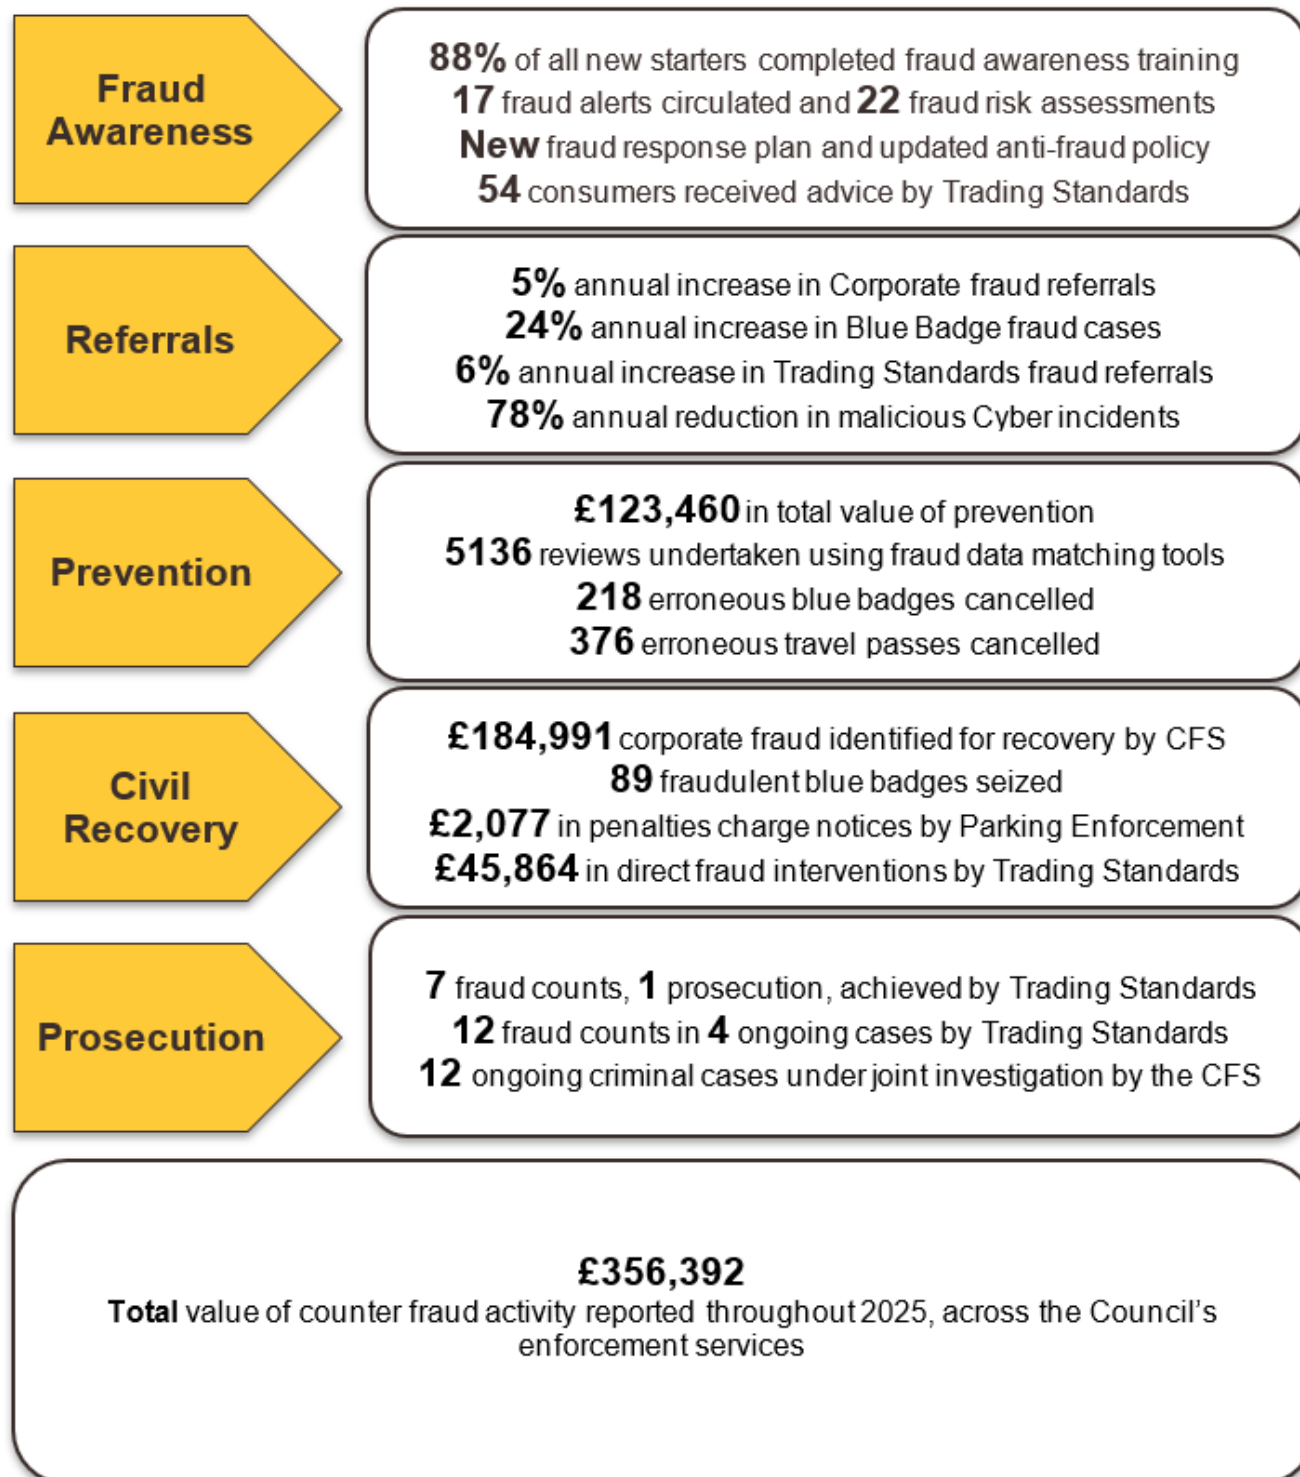 Fraud
Awareness
88% of all new starters completed fraud awareness training
17 fraud alerts circulated and 22 fraud risk assessments
New fraud response plan and updated anti-fraud policy
54 consumers received advice by Trading Standards
Referrals
5% annual increase in Corporate fraud referrals
24% annual increase in Blue Badge fraud cases
6% annual increase in Trading Standards fraud referrals
78% annual reduction in malicious Cyber incidents
Prevention
£123,460 in total value of prevention
5136 reviews undertaken using fraud data matching tools
218 erroneous blue badges cancelled
376 erroneous travel passes cancelled
Civil
Recovery
£184,991 corporate fraud identified for recovery by CFS
89 fraudulent blue badges seized
£2,077 in penalties charge notices by Parking Enforcement
£45,864 in direct fraud interventions by Trading Standards
Prosecution
7 fraud counts, 1 prosecution, achieved by Trading Standards
12 fraud counts in 4 ongoing cases by Trading Standards
12 ongoing criminal cases under joint investigation by the CFS
£356,392
Total value of counter fraud activity reported throughout 2025, across the Council’s
enforcement services